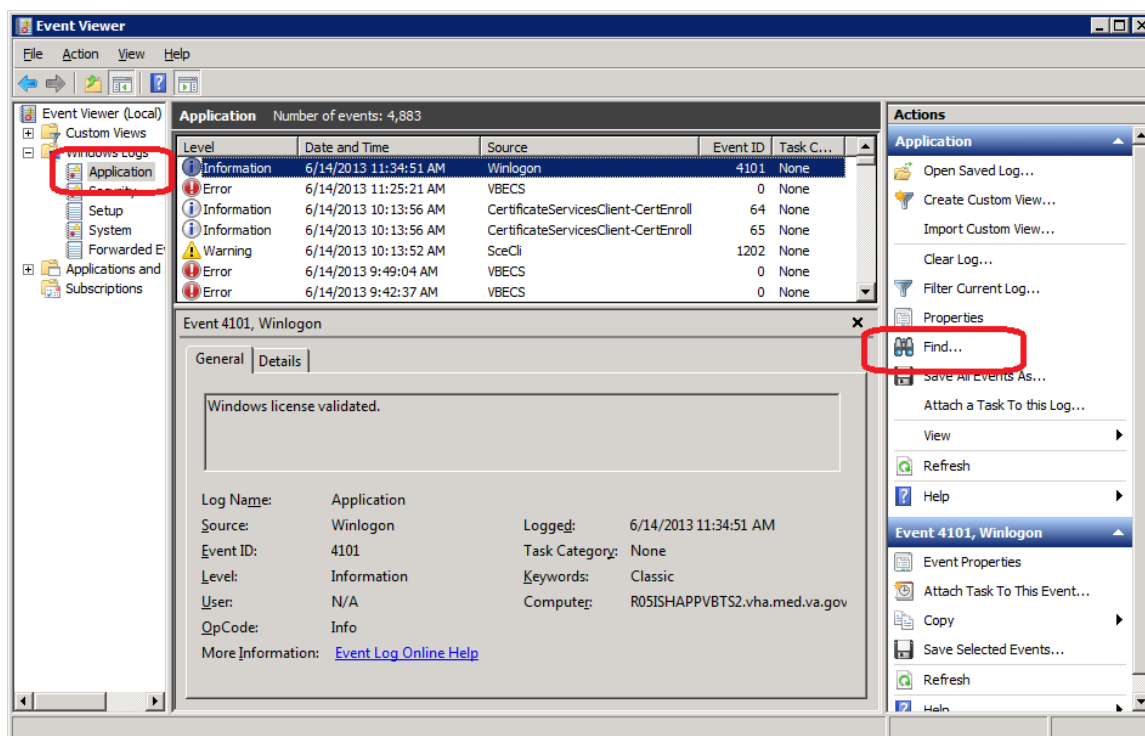 Event Viewer
File Action View Help
Event Viewer (Local)
Custom Views
Windows Logs
Application
Security
Setup
System
Forwarded E
Applications and
Subscriptions
Application Number of events: 4,883
Level Date and Time Source Event ID Task C...
Information 6/14/2013 11:34:51 AM Winlogon 4101 None
Error 6/14/2013 11:25:21 AM VBECS 0 None
Information 6/14/2013 10:13:56 AM CertificateServicesClient-CertEnroll 64 None
Information 6/14/2013 10:13:56 AM CertificateServicesClient-CertEnroll 65 None
Warning 6/14/2013 10:13:52 AM SceCli 1202 None
Error 6/14/2013 9:49:04 AM VBECS 0 None
Error 6/14/2013 9:42:37 AM VBECS 0 None
Event 4101, Winlogon
General Details
Windows license validated.
Log Name: Application
Source: Winlogon Logged: 6/14/2013 11:34:51 AM
Event ID: 4101 Task Category: None
Level: Information Keywords: Classic
User: N/A Computer: R05ISHAPPVBTS2.vha.med.va.gov
OpCode: Info
More Information: Event Log Online Help
Actions
Application
Open Saved Log...
Create Custom View...
Import Custom View...
Clear Log...
Filter Current Log...
Properties
Find...
Save All Events As...
Attach a Task To this Log...
View
Refresh
Help
Event 4101, Winlogon
Event Properties
Attach Task To This Event...
Copy
Save Selected Events...
Refresh
Help